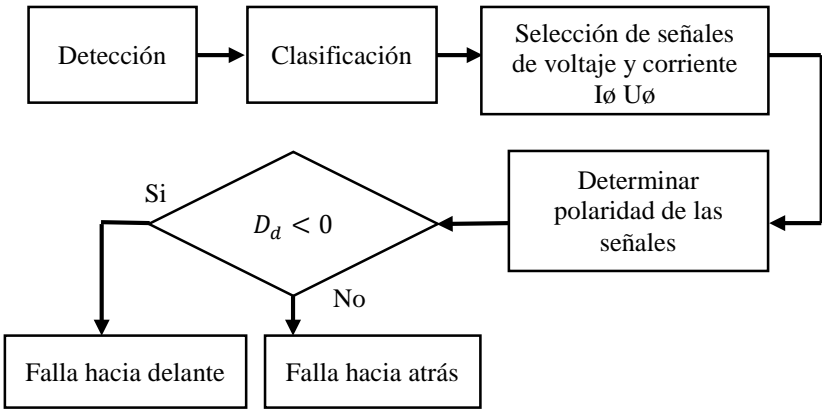 Detección
Clasificación
Selección de señales
de voltaje y corriente
Iø Uø
Determinar
polaridad de las
señales
Si
D_d < 0
No
Falla hacia delante
Falla hacia atrás